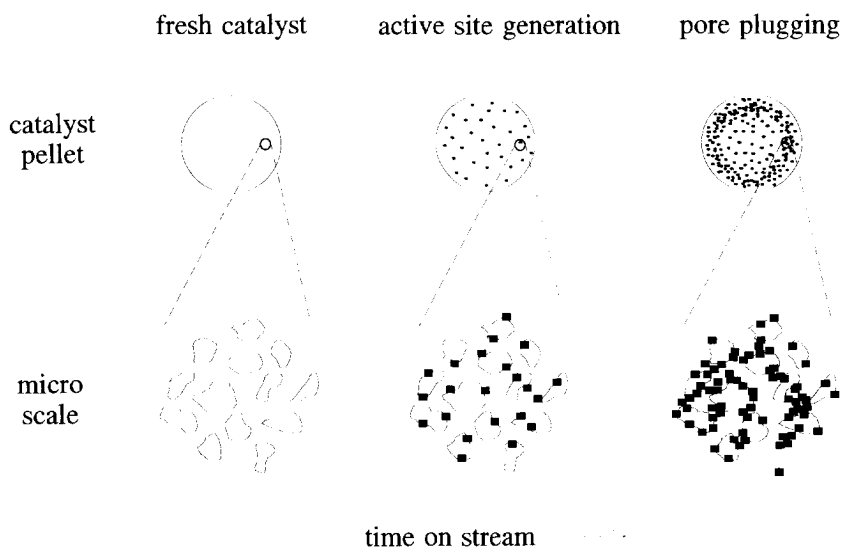 fresh catalyst
active site generation
pore plugging
catalyst
pellet
micro
scale
time on stream